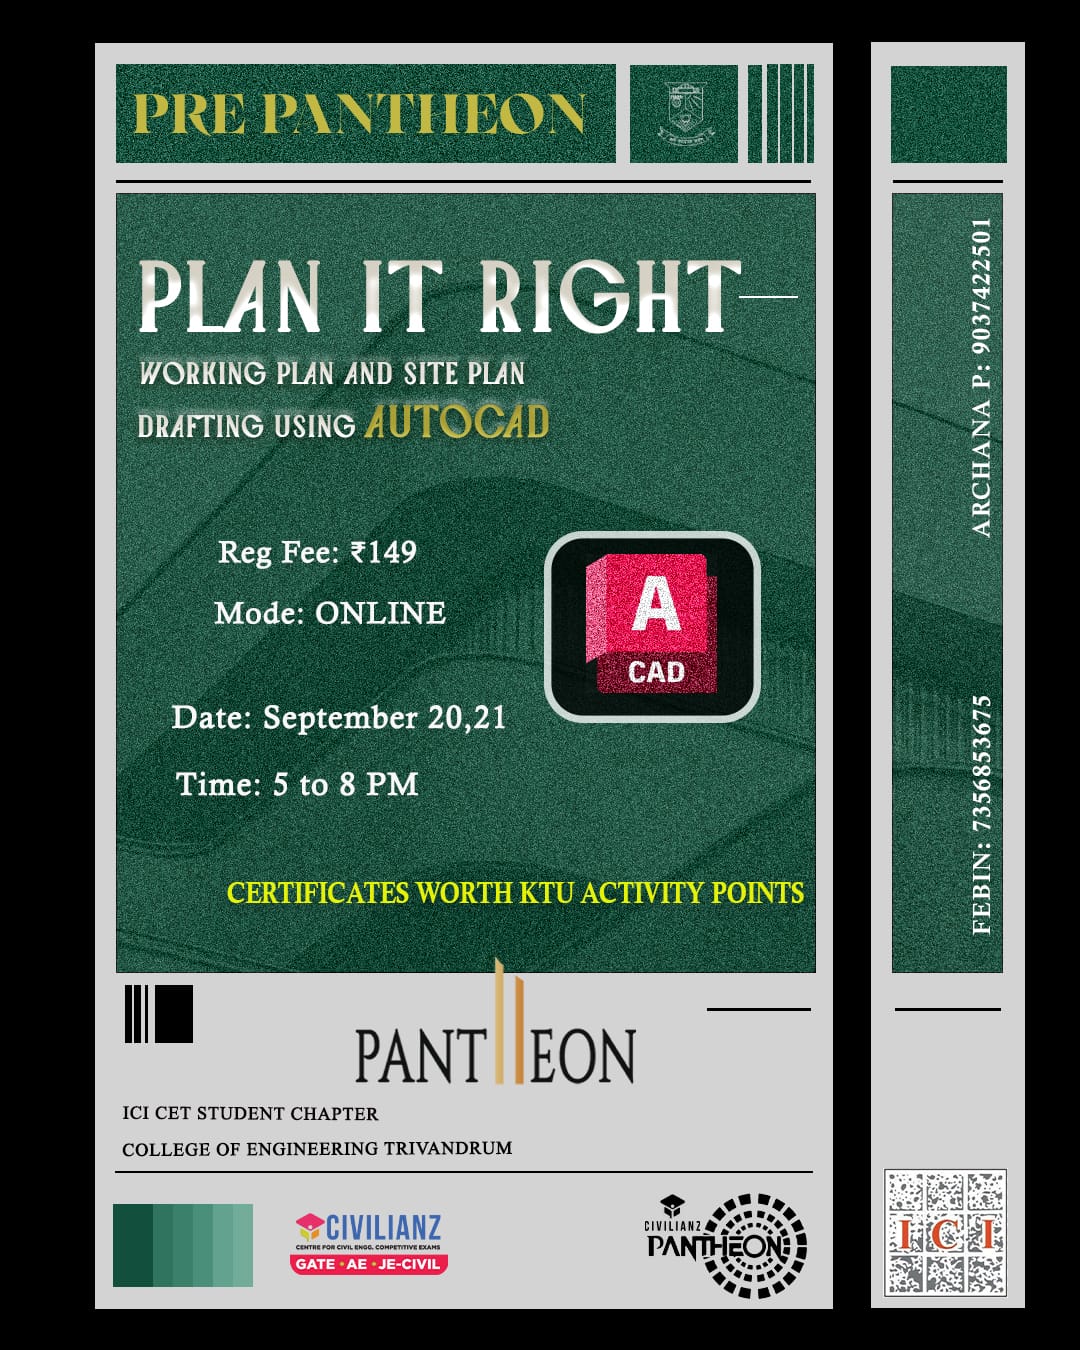 PRE PANTHEON
PLAN IT RIGHT
WORKING PLAN AND SITE PLAN
DRAFTING USING AUTOCAD
Reg Fee: ₹149
Mode: ONLINE
A
CAD
Date: September 20,21
Time: 5 to 8 PM
CERTIFICATES WORTH KTU ACTIVITY POINTS
PANTHEON
ICI CET STUDENT CHAPTER
COLLEGE OF ENGINEERING TRIVANDRUM
CIVILIANZ
CENTRE FOR CIVIL ENGG. COMPETITIVE EXAMS
GATE • AE • JE-CIVIL
CIVILIANZ
PANTHEON
ARCHANA P: 9037422501
FEBIN: 7356853675
ICI